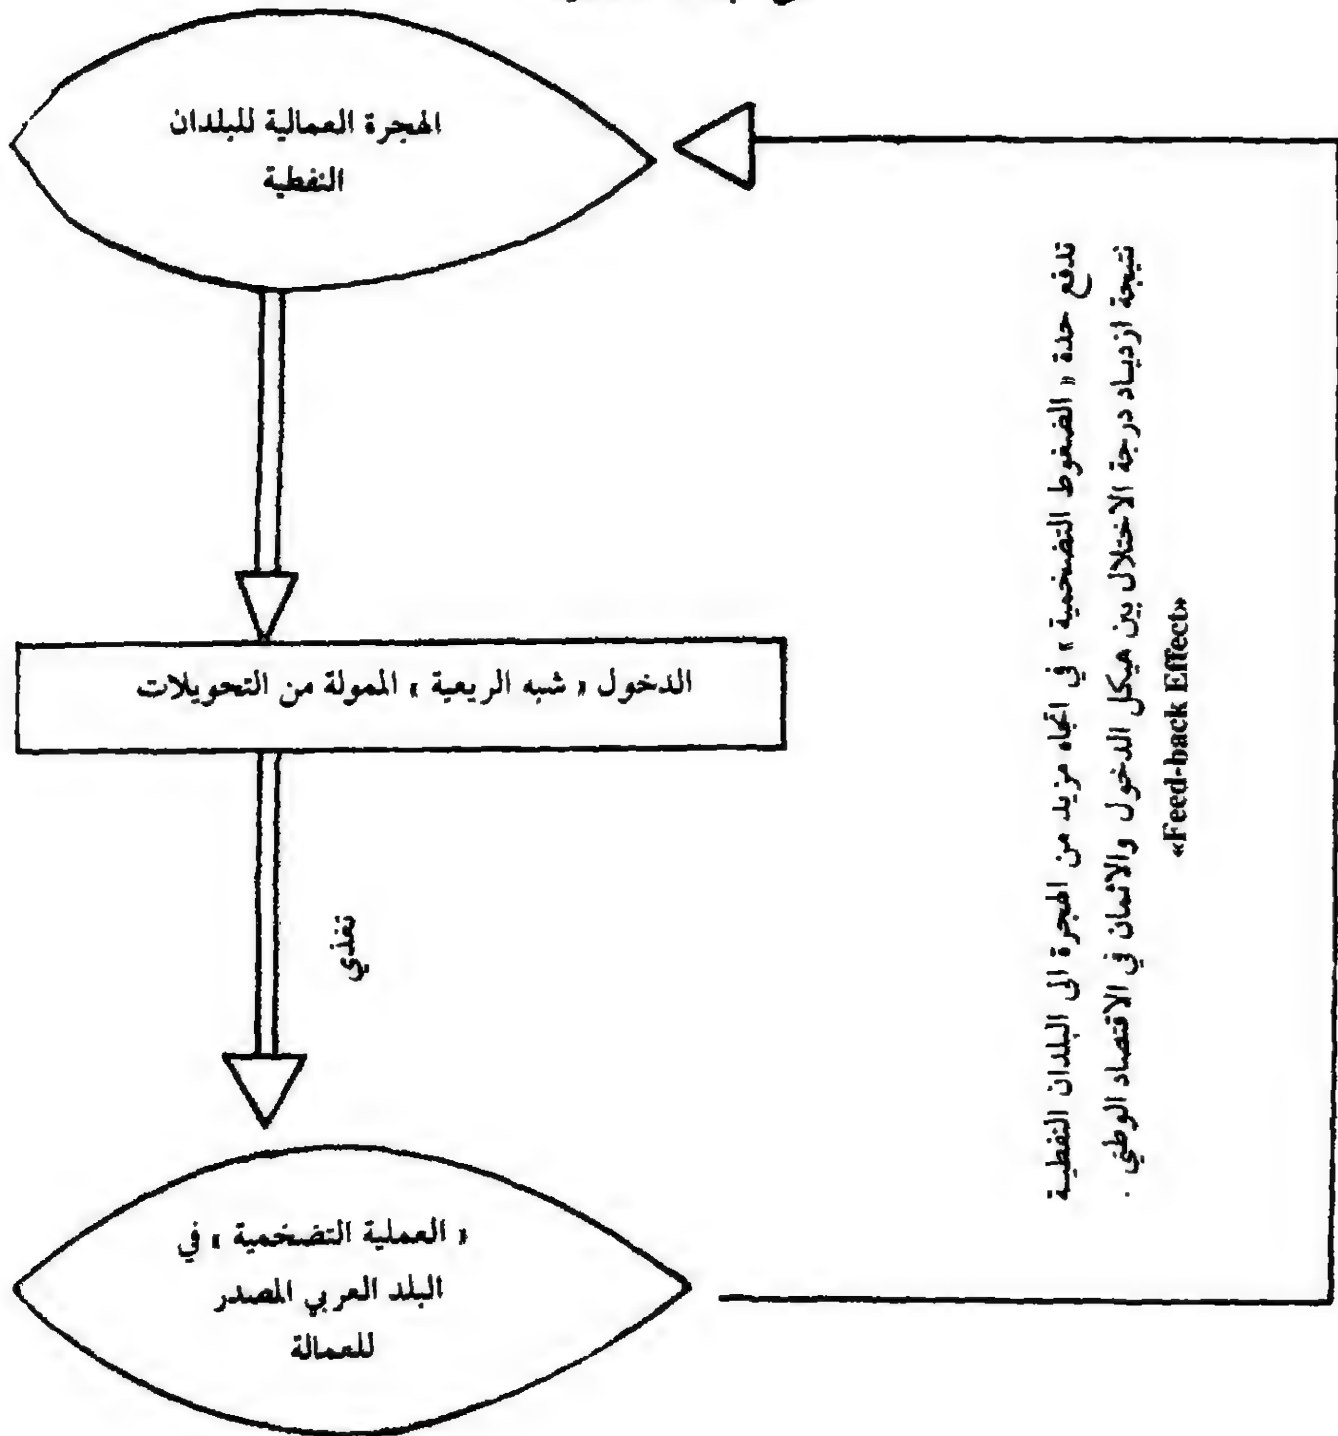 الهجرة العمالية للبلدان
النفطية
الدخول « شبه الريعية » الممولة من التحويلات
تغذي
« العملية التضخمية » في
البلد العربي المصدر
للعمالة
تدفع حدة « الضغوط التضخمية » في اتجاه مزيد من الهجرة الى البلدان النفطية
نتيجة ازدياد درجة الاختلال بين هيكل الدخول والاثمان في الاقتصاد الوطني .
«Feed-back Effect»